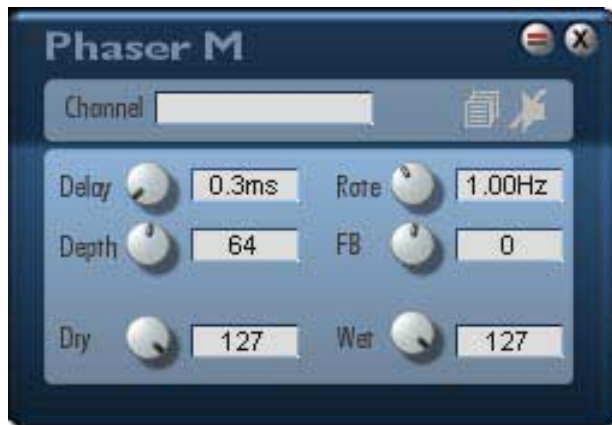 Phaser M
Channel
Delay 0.3ms Rate 1.00Hz
Depth 64 FB 0
Dry 127 Wet 127